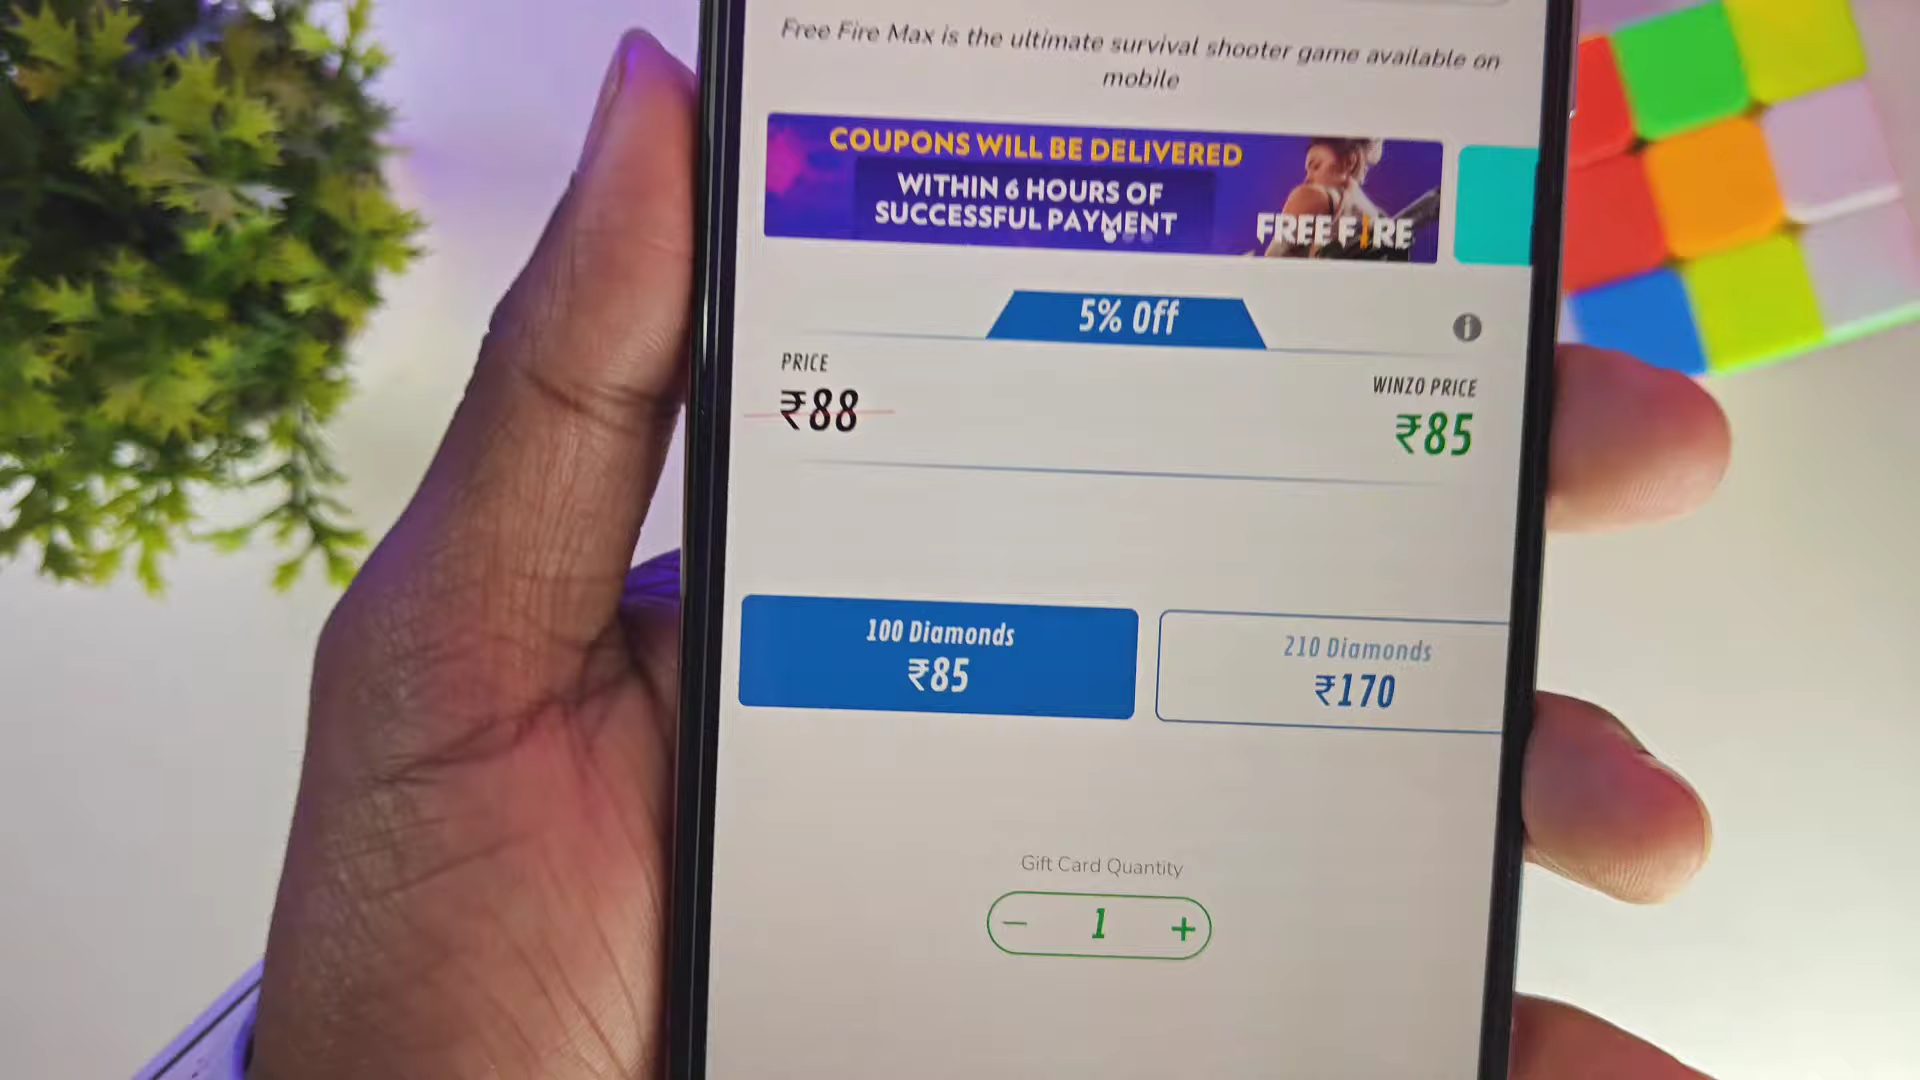 Free Fire Max is the ultimate survival shooter game available on
mobile
COUPONS WILL BE DELIVERED
WITHIN 6 HOURS OF
SUCCESSFUL PAYMENT
FREE FIRE
5% Off
PRICE
₹88
WINZO PRICE
₹85
100 Diamonds
₹85
210 Diamonds
₹170
Gift Card Quantity
− 1 +